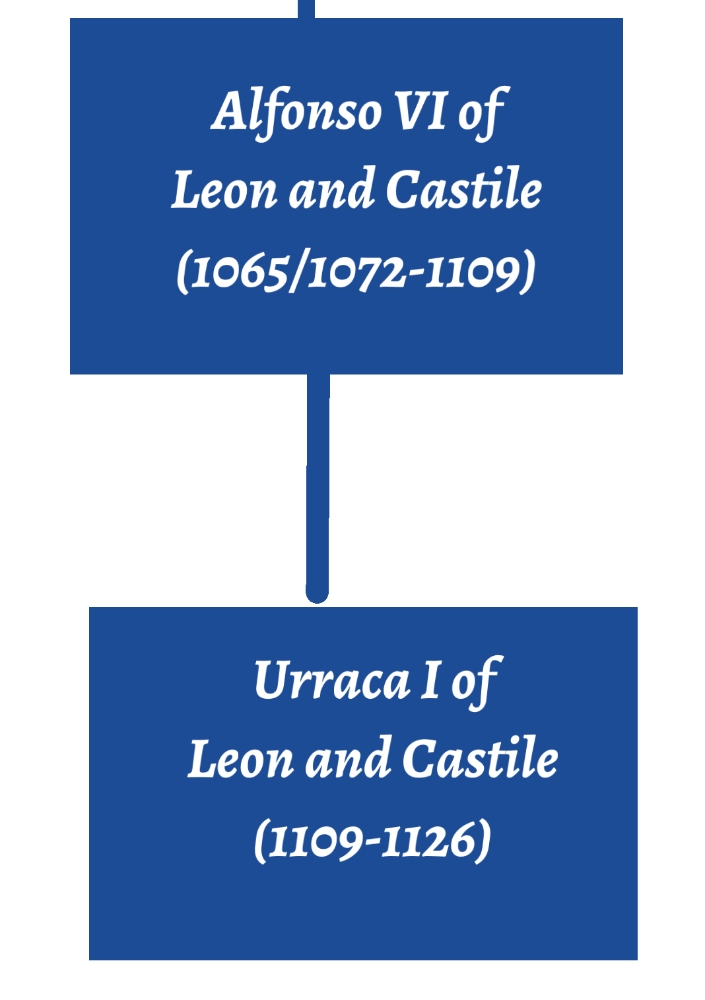 Alfonso VI of
Leon and Castile
(1065/1072-1109)
Urraca I of
Leon and Castile
(1109-1126)